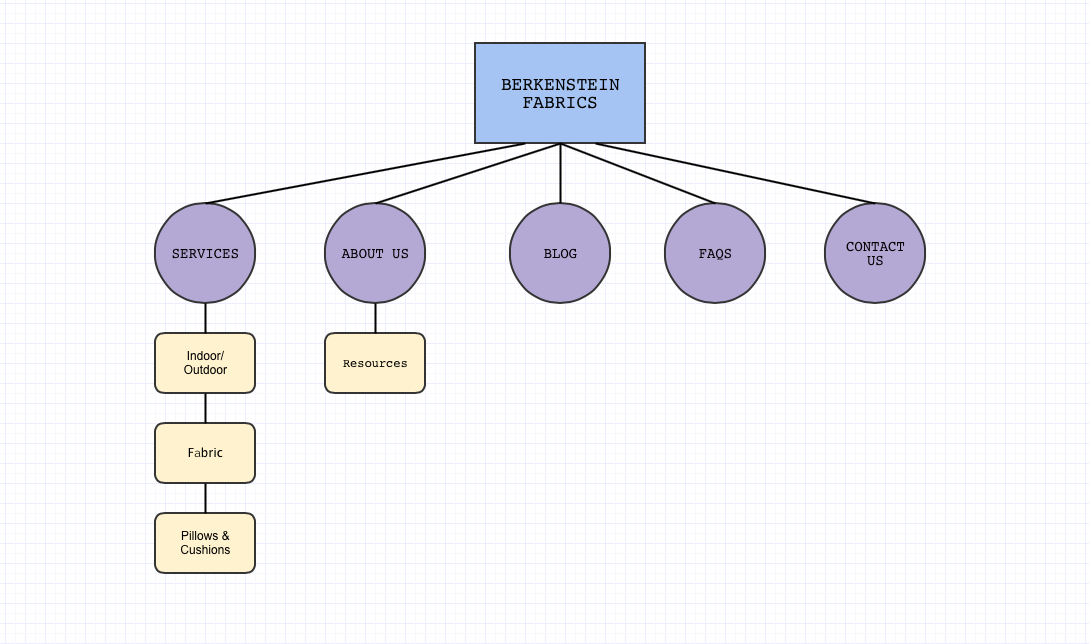 BERKENSTEIN
FABRICS
SERVICES
ABOUT US
BLOG
FAQS
CONTACT
US
Indoor/
Outdoor
Resources
Fabric
Pillows &
Cushions